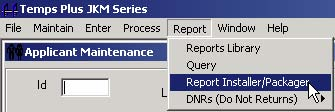 Temps Plus JKM Series
File Maintain Enter Process Report Window Help
Applicant Maintenance
Reports Library
Query
Id
Report Installer/Packager
L
DNRs (Do Not Returns)